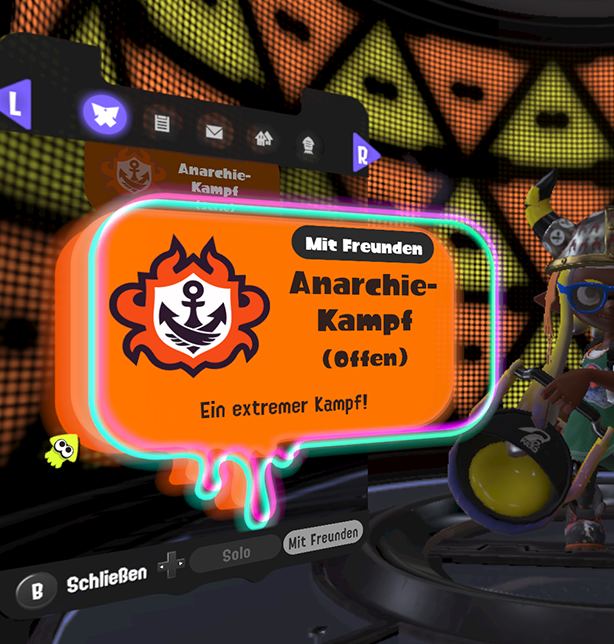 L
R
Anarchie-
Kampf
Mit Freunden
Anarchie-
Kampf
(Offen)
Ein extremer Kampf!
B Schließen Solo Mit Freunden